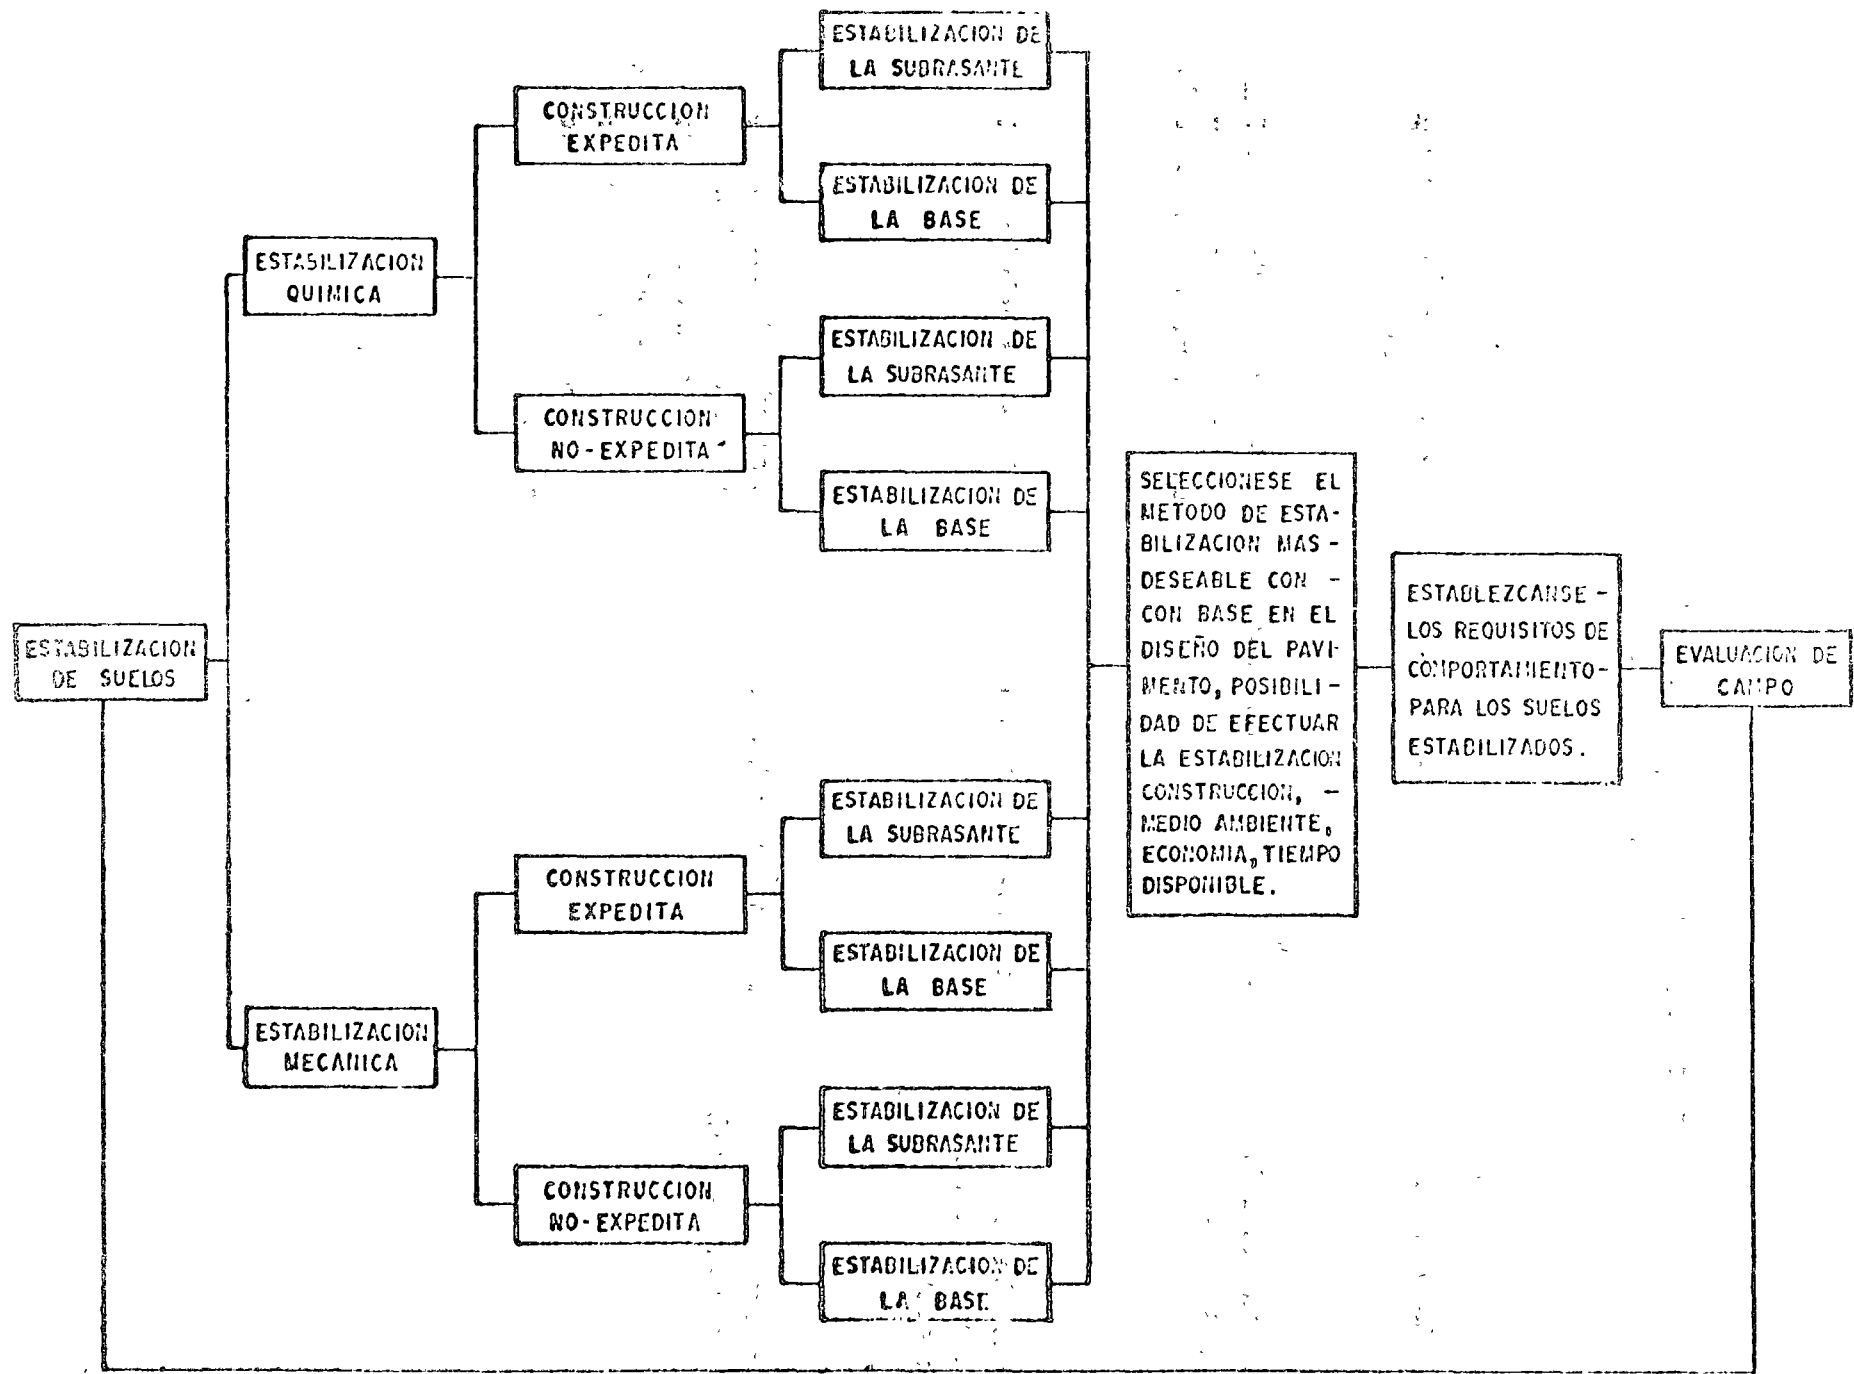 ESTABILIZACION
DE SUELOS
ESTABILIZACION
QUIMICA
CONSTRUCCION
EXPEDITA
ESTABILIZACION DE
LA SUBRASANTE
ESTABILIZACION DE
LA BASE
CONSTRUCCION
NO-EXPEDITA
ESTABILIZACION DE
LA SUBRASANTE
ESTABILIZACION DE
LA BASE
ESTABILIZACION
MECANICA
CONSTRUCCION
EXPEDITA
ESTABILIZACION DE
LA SUBRASANTE
ESTABILIZACION DE
LA BASE
CONSTRUCCION
NO-EXPEDITA
ESTABILIZACION DE
LA SUBRASANTE
ESTABILIZACION DE
LA BASE
SELECCIONESE EL
METODO DE ESTA-
BILIZACION MAS -
DESEABLE CON -
CON BASE EN EL
DISEÑO DEL PAVI-
MENTO, POSIBILI-
DAD DE EFECTUAR
LA ESTABILIZACION
CONSTRUCCION, -
MEDIO AMBIENTE,
ECONOMIA, TIEMPO
DISPONIBLE.
ESTABLEZCANSE -
LOS REQUISITOS DE
COMPORTAMIENTO-
PARA LOS SUELOS
ESTABILIZADOS.
EVALUACION DE
CAMPO